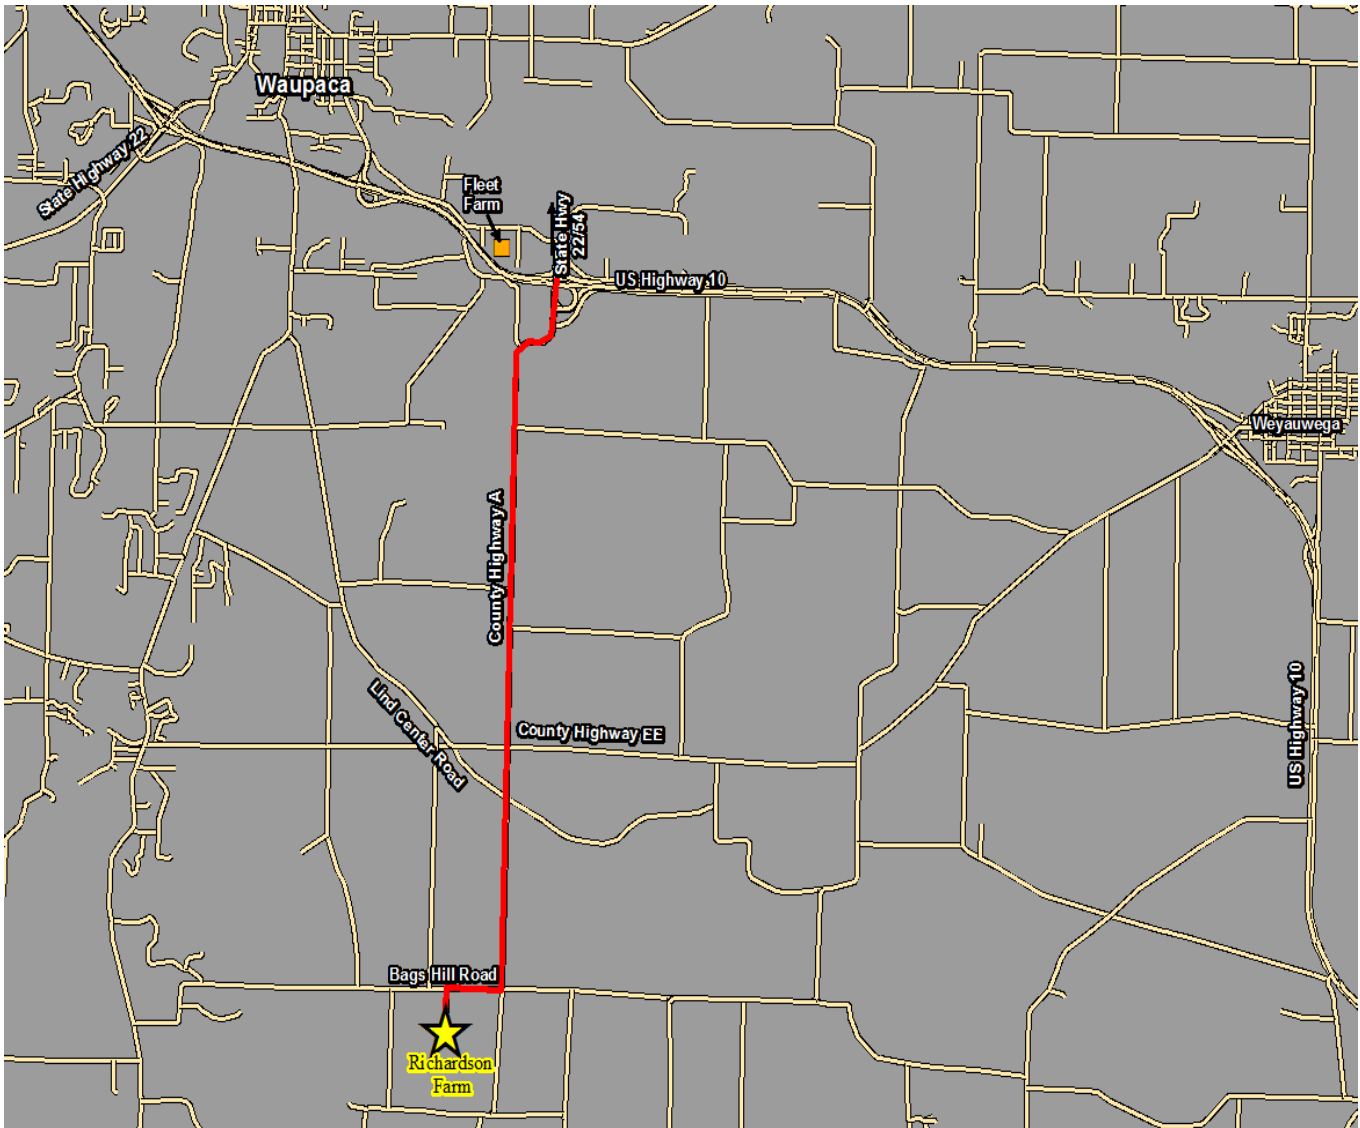 Waupaca
State Highway 22
Fleet
Farm
State Hwy
22/54
US Highway 10
Weyauwega
County Highway A
Lind Center Road
County Highway EE
US Highway 10
Bags Hill Road
Richardson
Farm